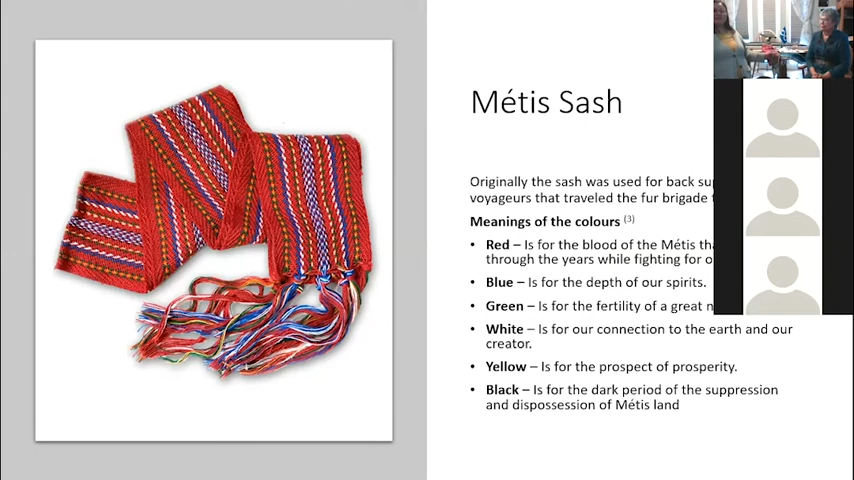 Métis Sash
Originally the sash was used for back
voyageurs that traveled the fur brigade
Meanings of the colours (3)
• Red – Is for the blood of the Métis
through the years while fighting for
• Blue – Is for the depth of our spirits.
• Green – Is for the fertility of a great
• White – Is for our connection to the earth and our
creator.
• Yellow – Is for the prospect of prosperity.
• Black – Is for the dark period of the suppression
and dispossession of Métis land